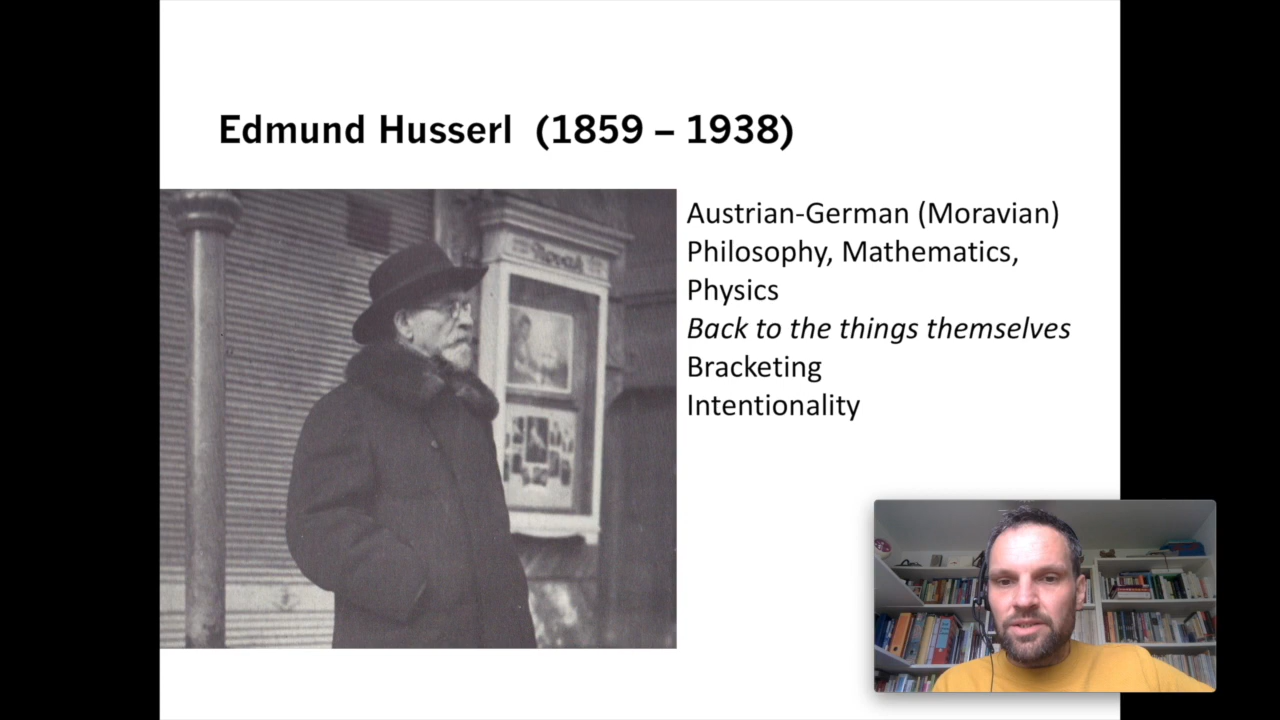 Edmund Husserl (1859 – 1938)
Austrian-German (Moravian)
Philosophy, Mathematics,
Physics
Back to the things themselves
Bracketing
Intentionality